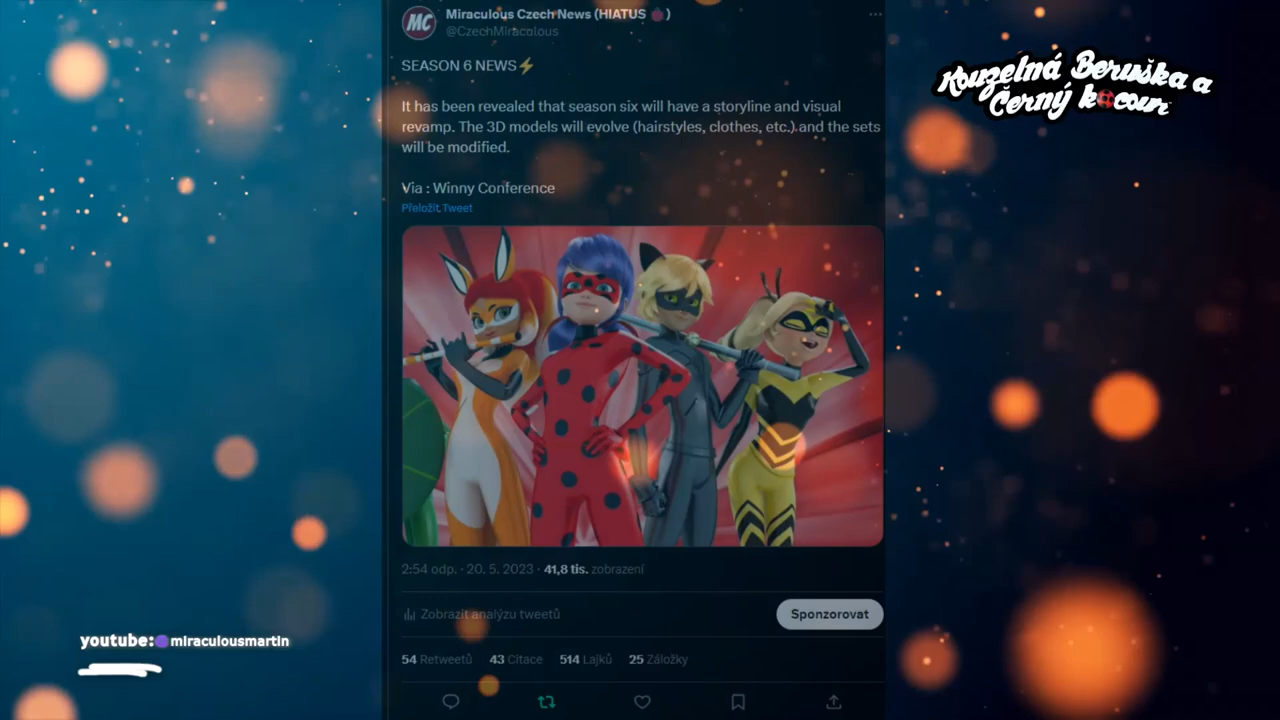 MC Miraculous Czech News (HIATUS 🐞)
@CzechMiraculous
SEASON 6 NEWS⚡
It has been revealed that season six will have a storyline and visual
revamp. The 3D models will evolve (hairstyles, clothes, etc.) and the sets
will be modified.
Via : Winny Conference
Přeložit Tweet
2:54 odp. · 20. 5. 2023 · 41,8 tis. zobrazení
Zobrazit analýzu tweetů
Sponzorovat
54 Retweetů 43 Citace 514 Lajků 25 Záložky
Kouzelná Beruška a
Černý kocour
youtube: miraculousmartin